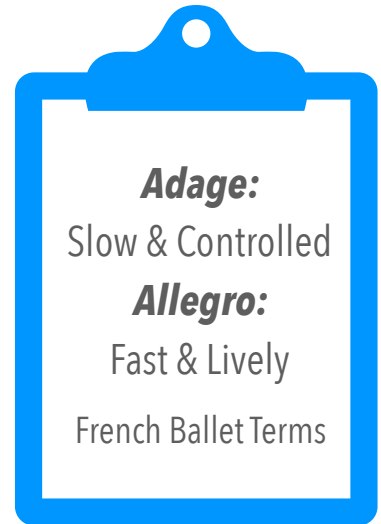 Adage:
Slow & Controlled
Allegro:
Fast & Lively
French Ballet Terms